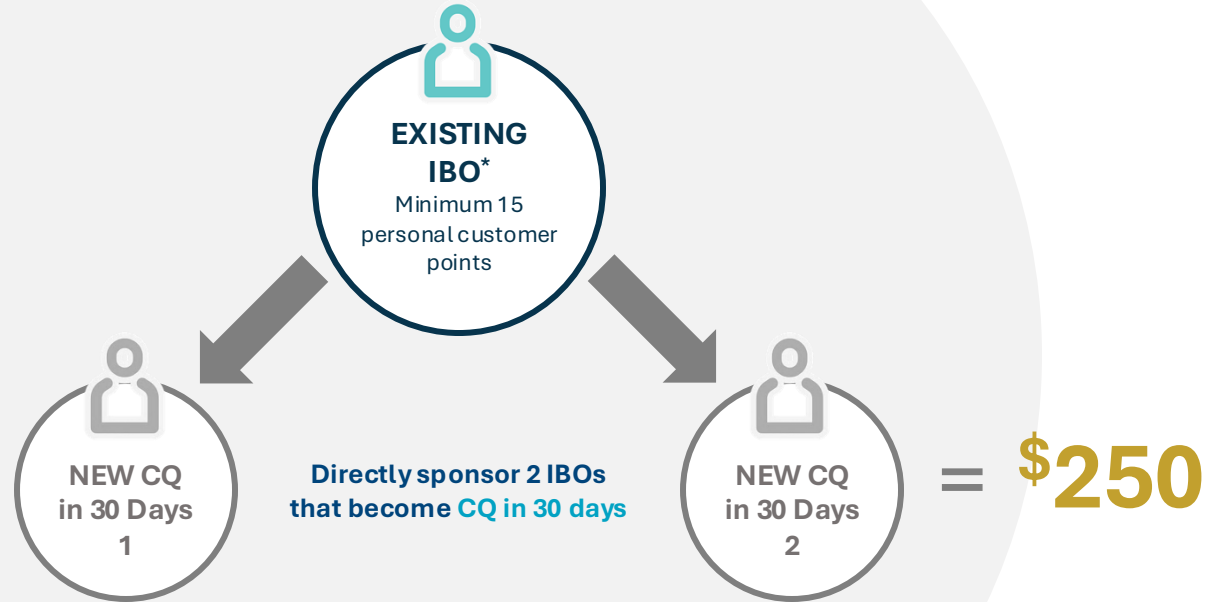 EXISTING
IBO*
Minimum 15
personal customer
points
NEW CQ
in 30 Days
1
Directly sponsor 2 IBOs
that become CQ in 30 days
NEW CQ
in 30 Days
2
= $250